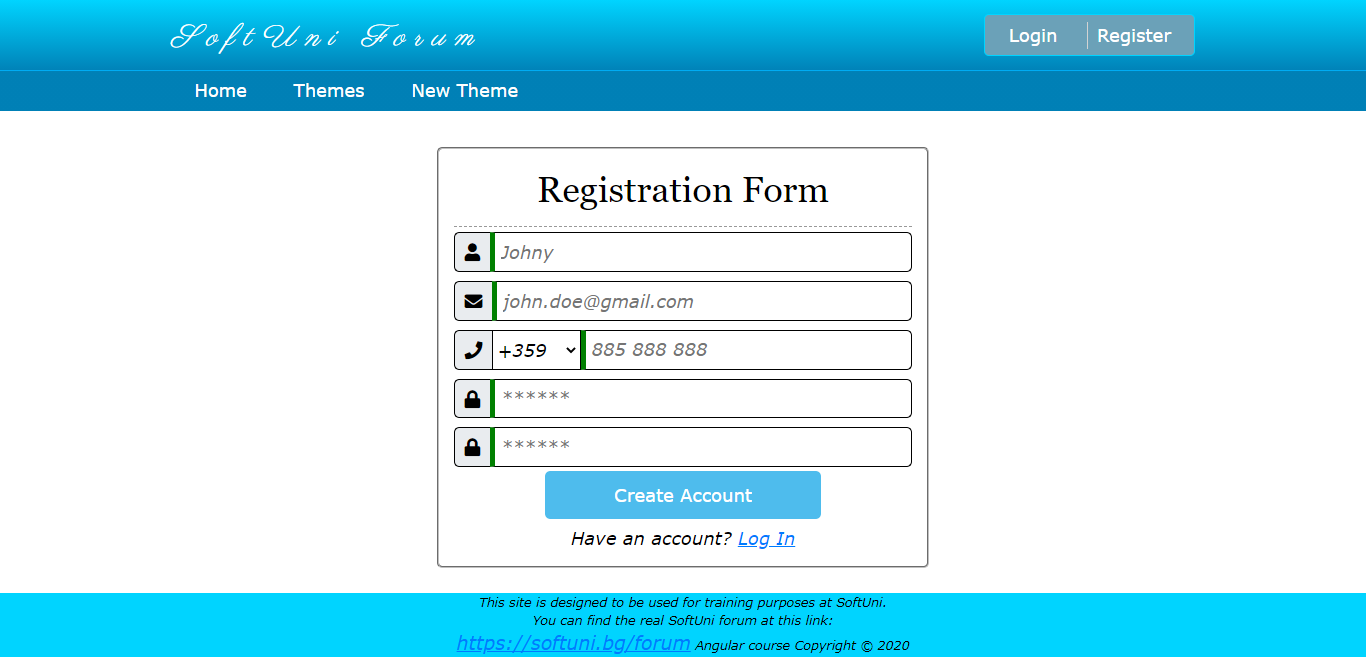 SoftUni Forum
Login Register
Home Themes New Theme
Registration Form
Johny
john.doe@gmail.com
+359 885 888 888
******
******
Create Account
Have an account? Log In
This site is designed to be used for training purposes at SoftUni.
You can find the real SoftUni forum at this link:
https://softuni.bg/forum Angular course Copyright © 2020